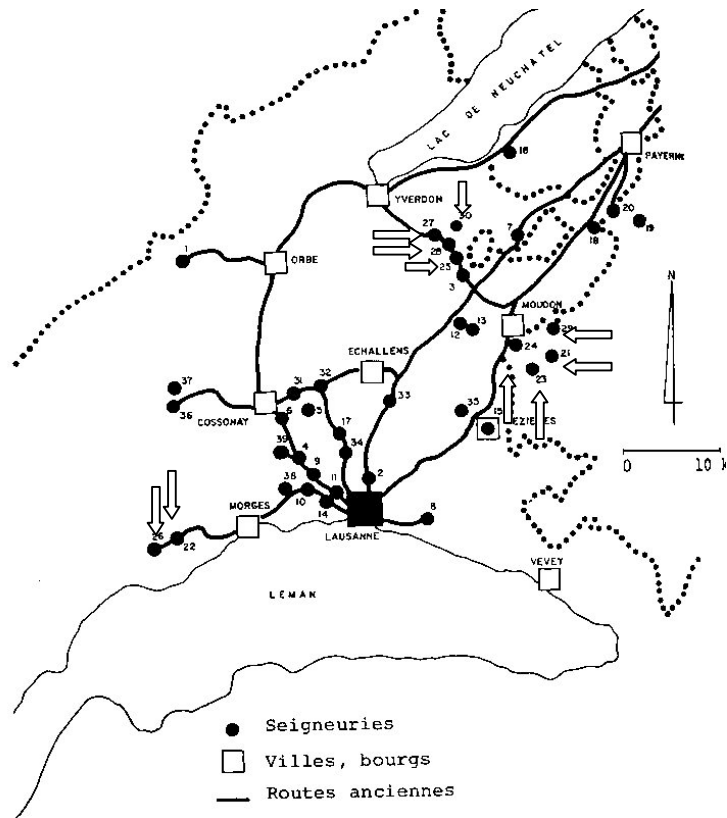 LAC DE NEUCHATEL
16
PAYERNE
YVERDON
30
20
27
7
19
1
28
18
ORBE
25
3
N
MOUDON
12
13
29
ECHALLENS
24
21
37
32
31
23
36
5
33
35
COSSONAY
6
17
15
EZIERES
39
4
34
0
10 k
9
2
38
11
MORGES
10
14
8
26
22
LAUSANNE
VEVEY
LEMAN
Seigneuries
Villes, bourgs
Routes anciennes